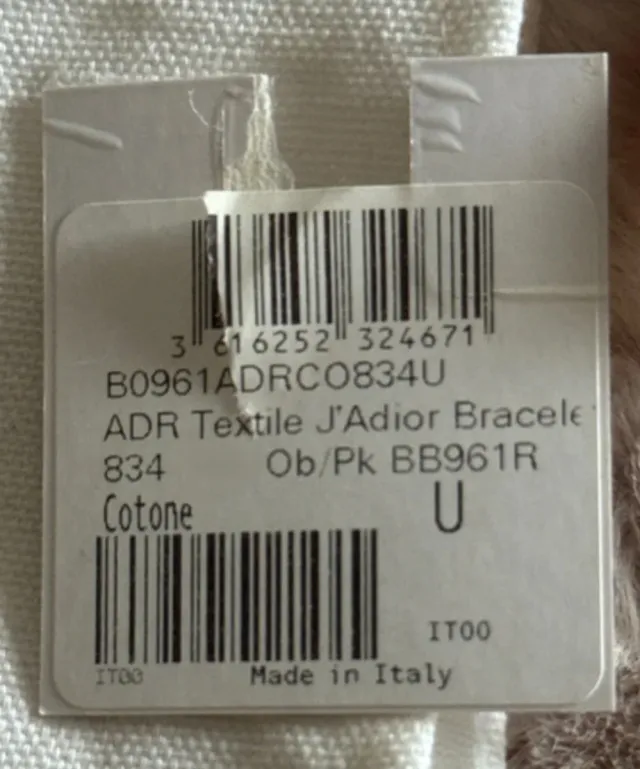 3 616252 324671
B0961ADRCO834U
ADR Textile J'Adior Bracele
834 Ob/Pk BB961R
Cotone U
IT00
IT00 Made in Italy